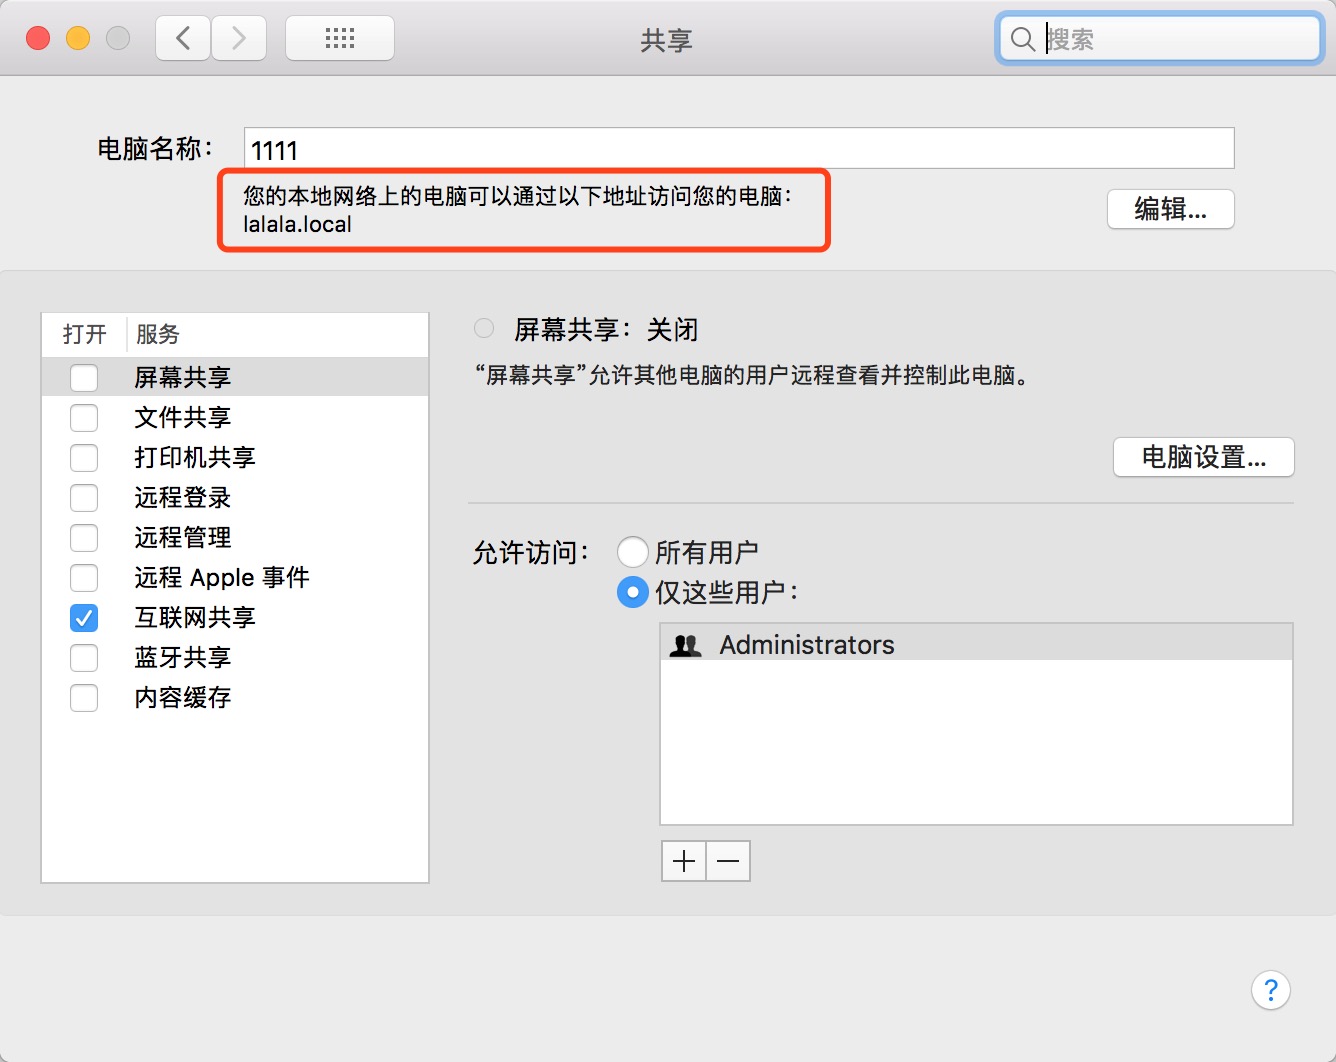 共享
搜索
电脑名称：
1111
您的本地网络上的电脑可以通过以下地址访问您的电脑：
lalala.local
编辑...
打开 服务
屏幕共享
文件共享
打印机共享
远程登录
远程管理
远程 Apple 事件
互联网共享
蓝牙共享
内容缓存
屏幕共享：关闭
“屏幕共享”允许其他电脑的用户远程查看并控制此电脑。
电脑设置...
允许访问：
所有用户
仅这些用户：
Administrators
?